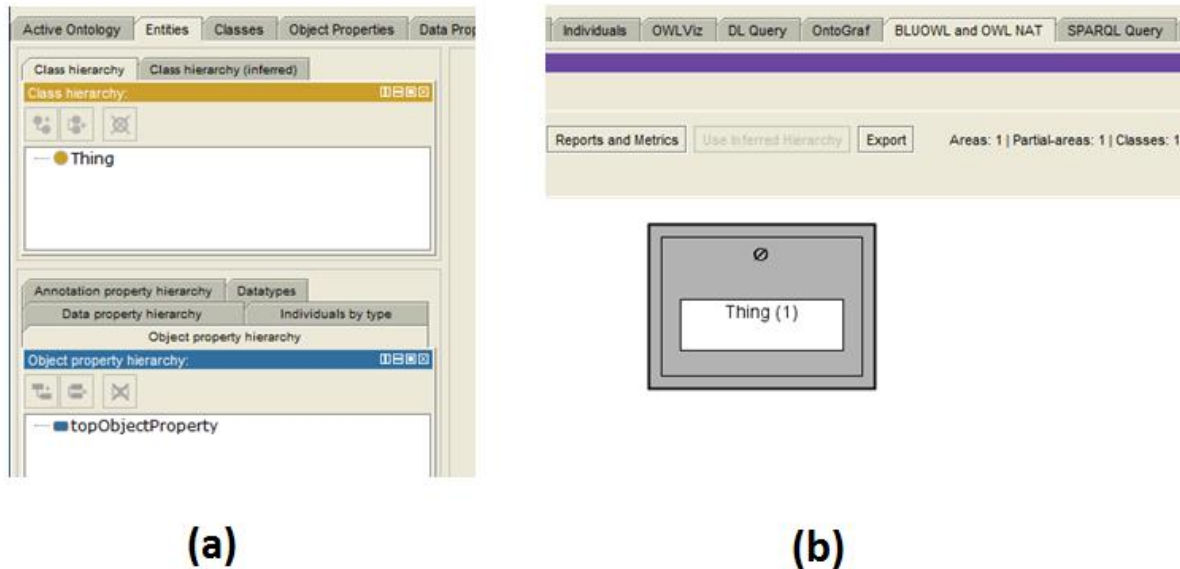 Active Ontology Entities Classes Object Properties Data Prop
Class hierarchy Class hierarchy (inferred)
Class hierarchy:
Thing
Annotation property hierarchy Datatypes
Data property hierarchy Individuals by type
Object property hierarchy
Object property hierarchy:
topObjectProperty
(a)
Individuals OWLViz DL Query OntoGraf BLUOWL and OWL NAT SPARQL Query
Reports and Metrics Use Inferred Hierarchy Export Areas: 1 | Partial-areas: 1 | Classes: 1
∅
Thing (1)
(b)